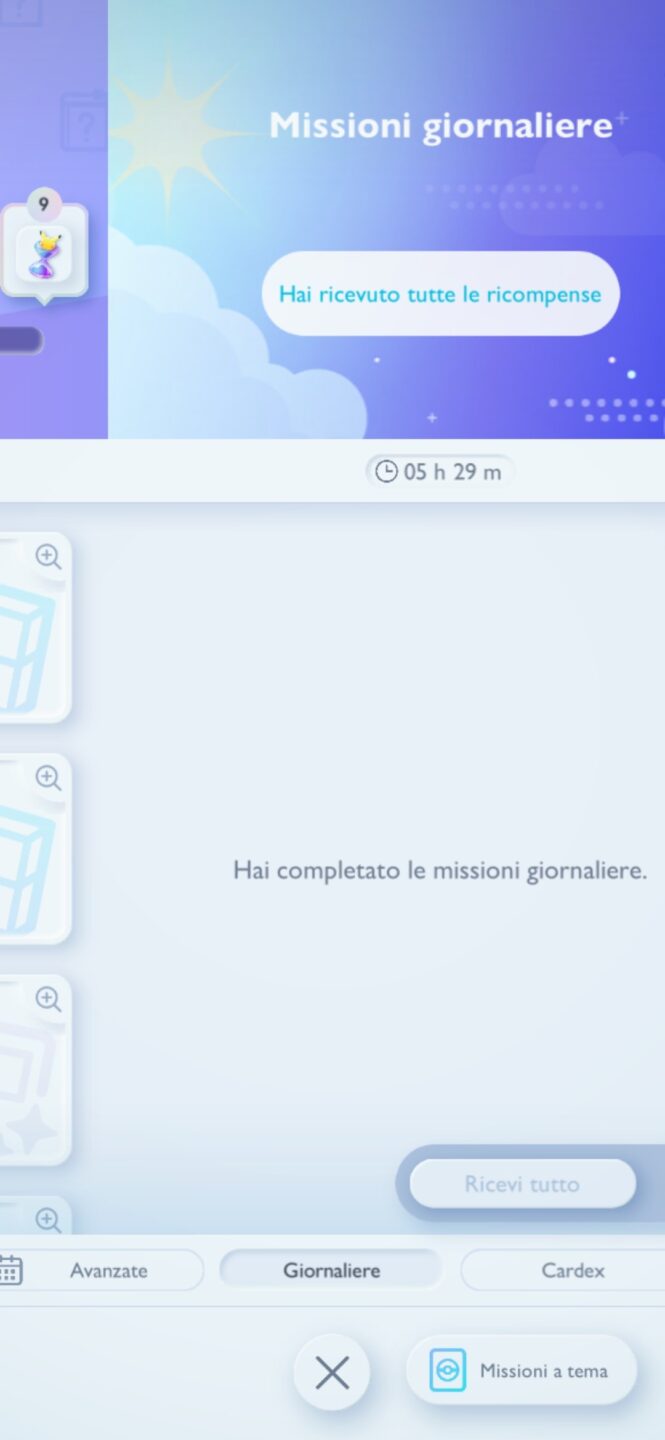 ?
?
Missioni giornaliere
9
Hai ricevuto tutte le ricompense
05 h 29 m
Hai completato le missioni giornaliere.
Ricevi tutto
Avanzate
Giornaliere
Cardex
Missioni a tema